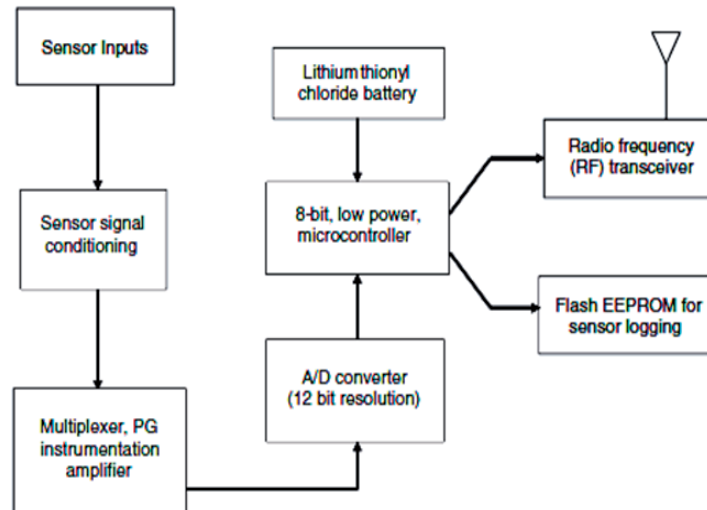 Sensor Inputs
Sensor signal
conditioning
Multiplexer, PG
instrumentation
amplifier
Lithium thionyl
chloride battery
8-bit, low power,
microcontroller
A/D converter
(12 bit resolution)
Radio frequency
(RF) transceiver
Flash EEPROM for
sensor logging